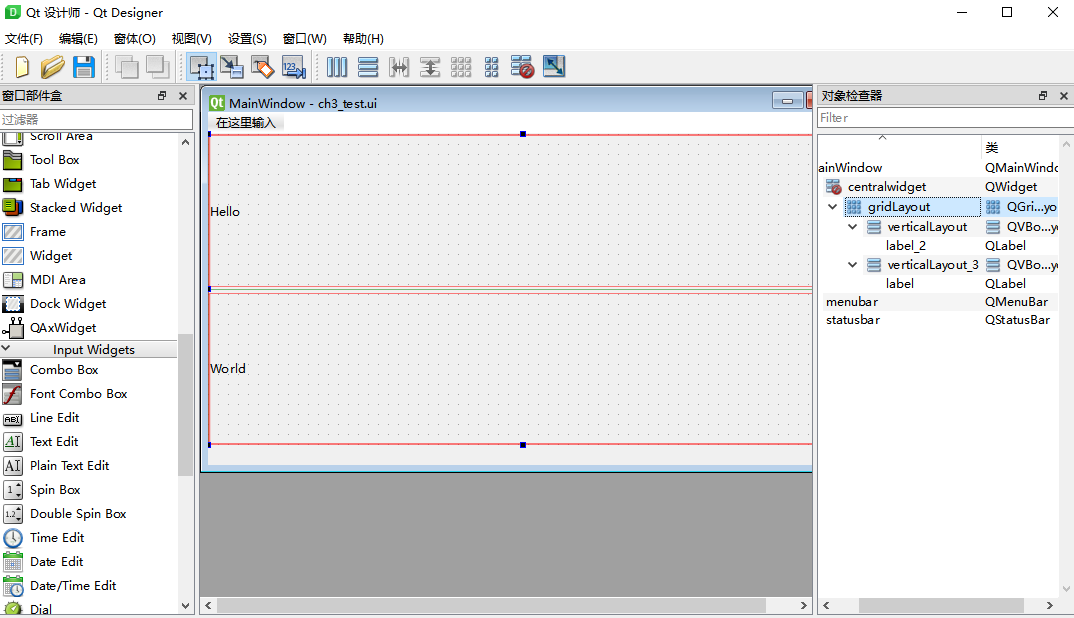 Qt 设计师 - Qt Designer
文件(F) 编辑(E) 窗体(O) 视图(V) 设置(S) 窗口(W) 帮助(H)
窗口部件盒
过滤器
Scroll Area
Tool Box
Tab Widget
Stacked Widget
Frame
Widget
MDI Area
Dock Widget
QAxWidget
Input Widgets
Combo Box
Font Combo Box
Line Edit
Text Edit
Plain Text Edit
Spin Box
Double Spin Box
Time Edit
Date Edit
Date/Time Edit
Dial
MainWindow - ch3_test.ui
在这里输入
Hello
World
对象检查器
Filter
类
ainWindow QMainWindo
centralwidget QWidget
gridLayout QGri...yo
verticalLayout QVBo...y
label_2 QLabel
verticalLayout_3 QVBo...y
label QLabel
menubar QMenuBar
statusbar QStatusBar